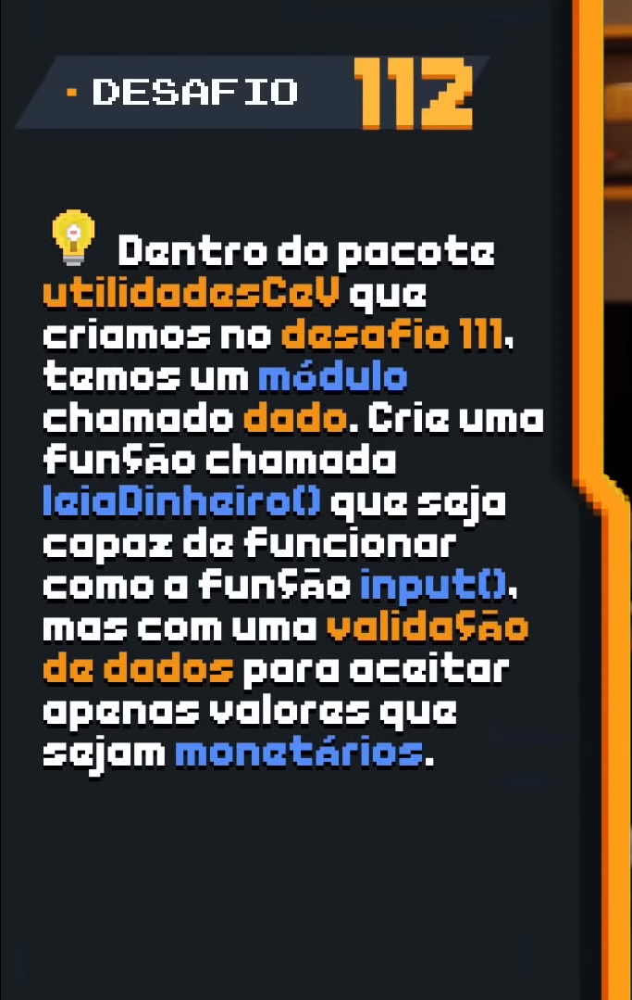 DESAFIO 112
Dentro do pacote
utilidadesCeV que
criamos no desafio 111,
temos um módulo
chamado dado. Crie uma
função chamada
leiaDinheiro() que seja
capaz de funcionar
como a função input(),
mas com uma validação
de dados para aceitar
apenas valores que
sejam monetários.